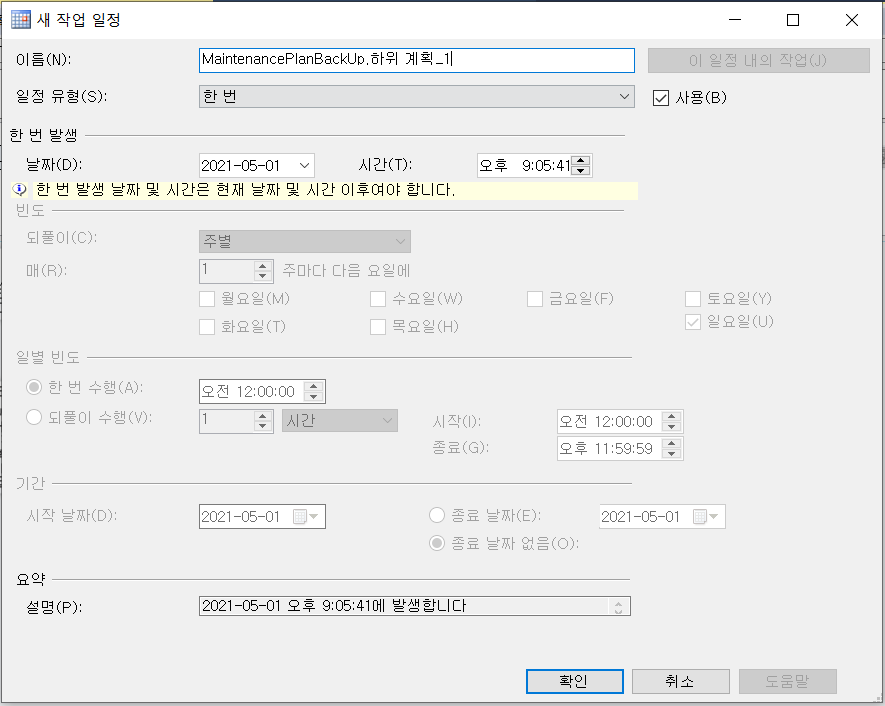 새 작업 일정
이름(N): MaintenancePlanBackUp.하위 계획_1 이 일정 내의 작업(J)
일정 유형(S): 한 번 사용(B)
한 번 발생
날짜(D): 2021-05-01 시간(T): 오후 9:05:41
한 번 발생 날짜 및 시간은 현재 날짜 및 시간 이후여야 합니다.
빈도
되풀이(C): 주별
매(R): 1 주마다 다음 요일에
월요일(M) 수요일(W) 금요일(F) 토요일(Y)
화요일(T) 목요일(H) 일요일(U)
일별 빈도
한 번 수행(A): 오전 12:00:00
되풀이 수행(V): 1 시간 시작(I): 오전 12:00:00
종료(G): 오후 11:59:59
기간
시작 날짜(D): 2021-05-01 종료 날짜(E): 2021-05-01
종료 날짜 없음(O):
요약
설명(P): 2021-05-01 오후 9:05:41에 발생합니다
확인 취소 도움말